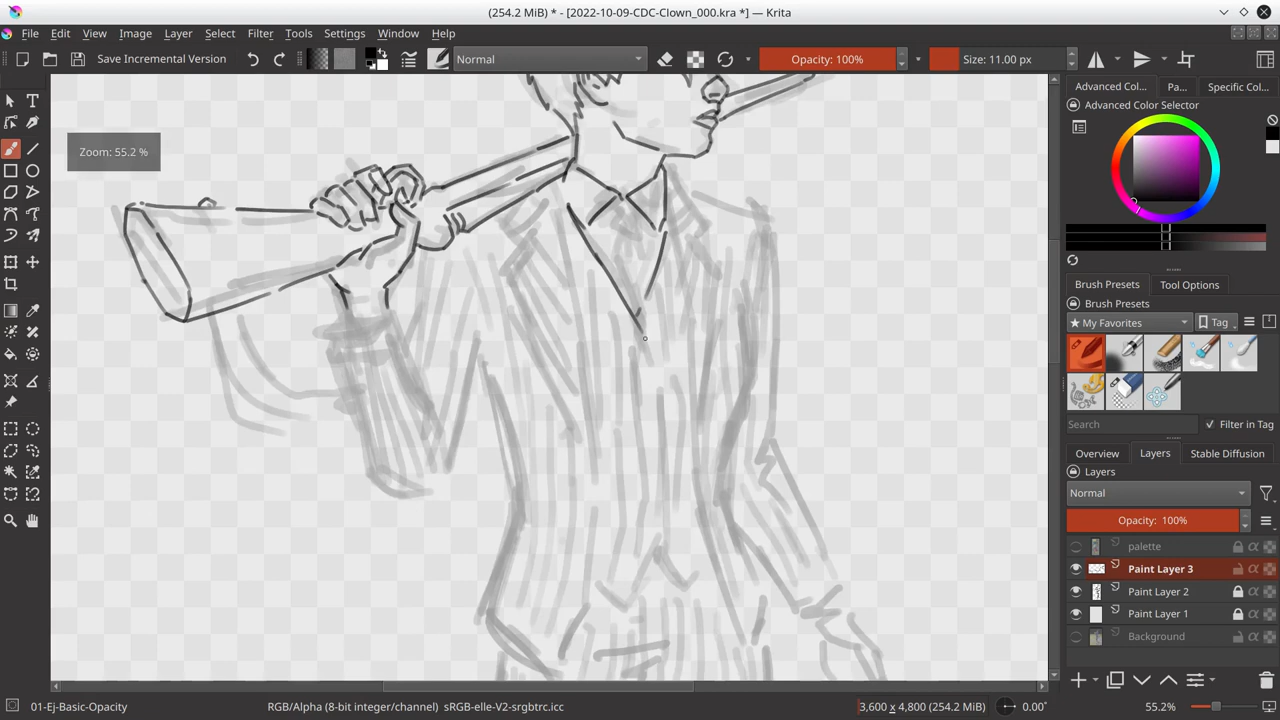 (254.2 MiB) * - [2022-10-09-CDC-Clown_000.kra *] — Krita
File Edit View Image Layer Select Filter Tools Settings Window Help
Save Incremental Version Normal Opacity: 100% Size: 11.00 px
Advanced Col... Pa... Specific Col...
Advanced Color Selector
Zoom: 55.2 %
Brush Presets Tool Options
Brush Presets
★ My Favorites Tag
Search Filter in Tag
Overview Layers Stable Diffusion
Layers
Normal
Opacity: 100%
palette
Paint Layer 3
Paint Layer 2
Paint Layer 1
Background
01-Ej-Basic-Opacity RGB/Alpha (8-bit integer/channel) sRGB-elle-V2-srgbtrc.icc 3,600 x 4,800 (254.2 MiB) 0.00° 55.2%